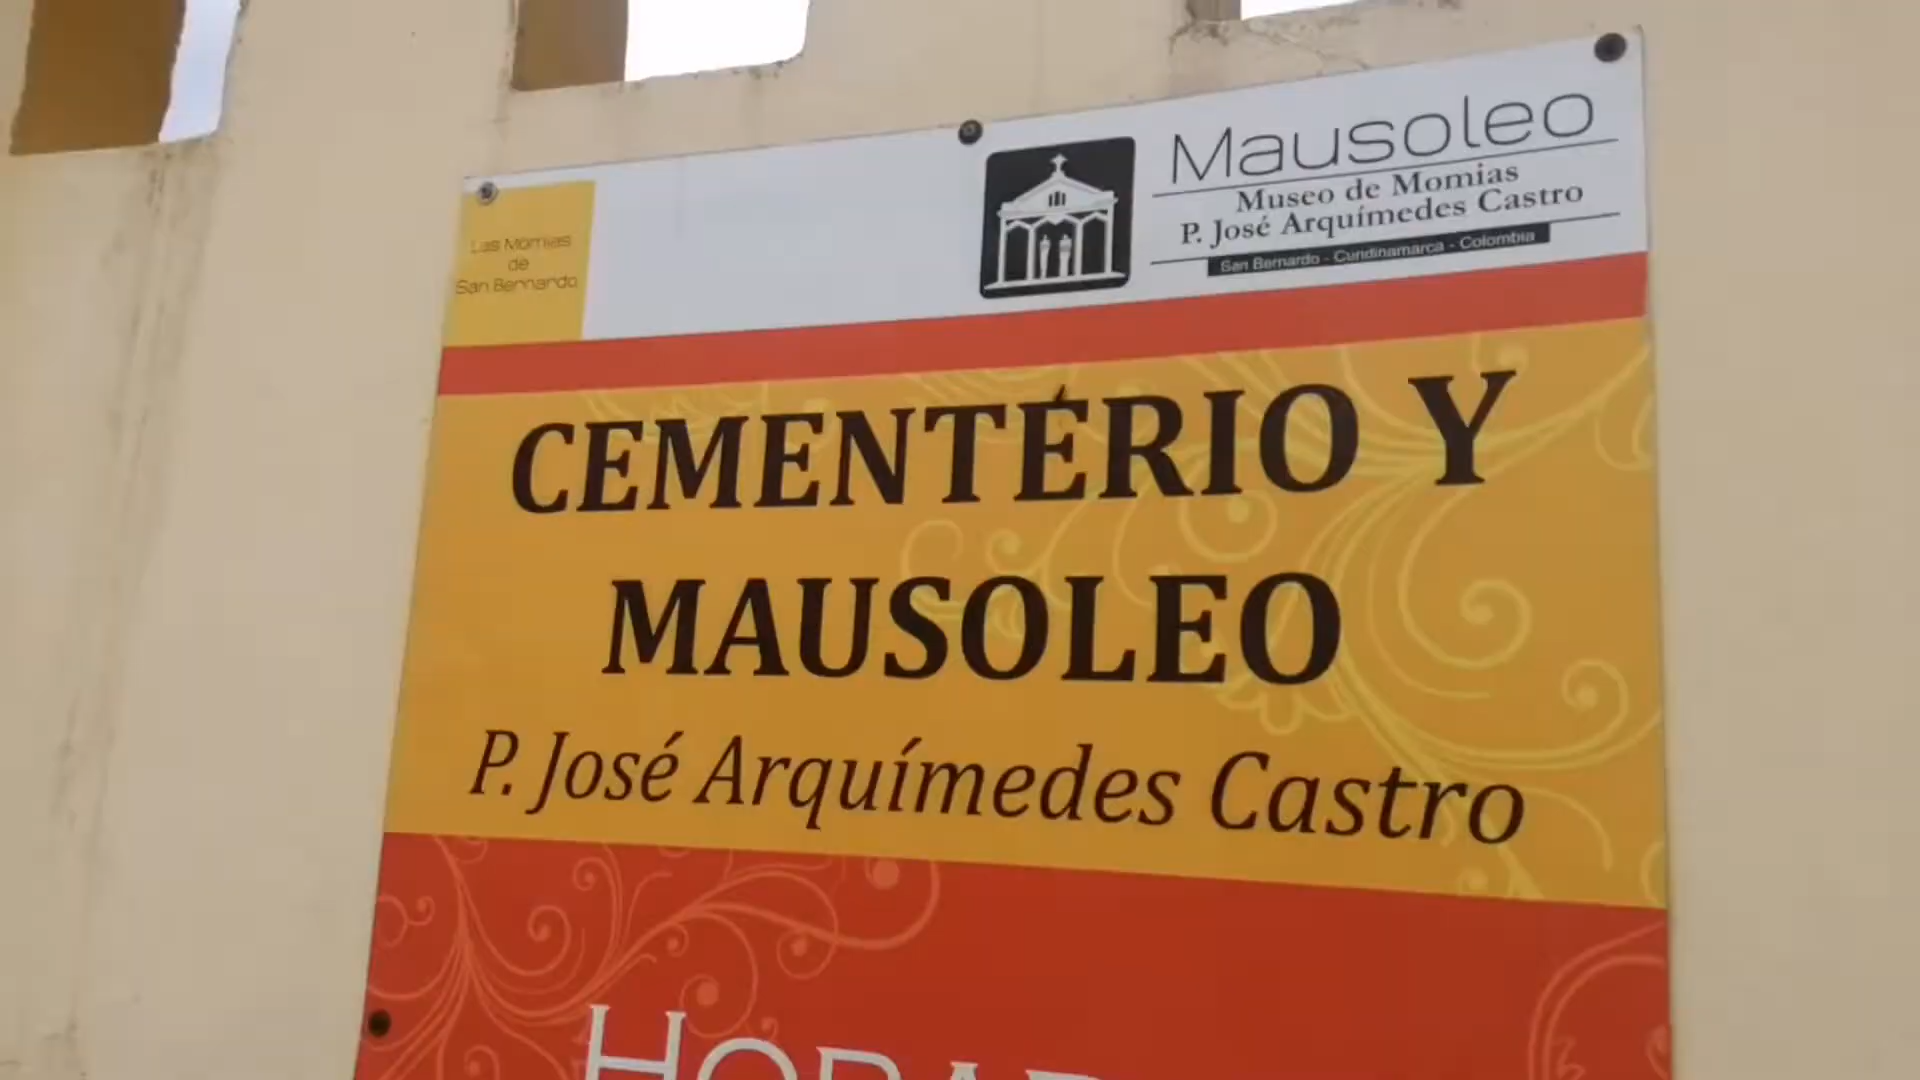 Las Momias
de
San Bernardo
Mausoleo
Museo de Momias
P. José Arquímedes Castro
San Bernardo - Cundinamarca - Colombia
CEMENTÉRIO Y
MAUSOLEO
P. José Arquímedes Castro